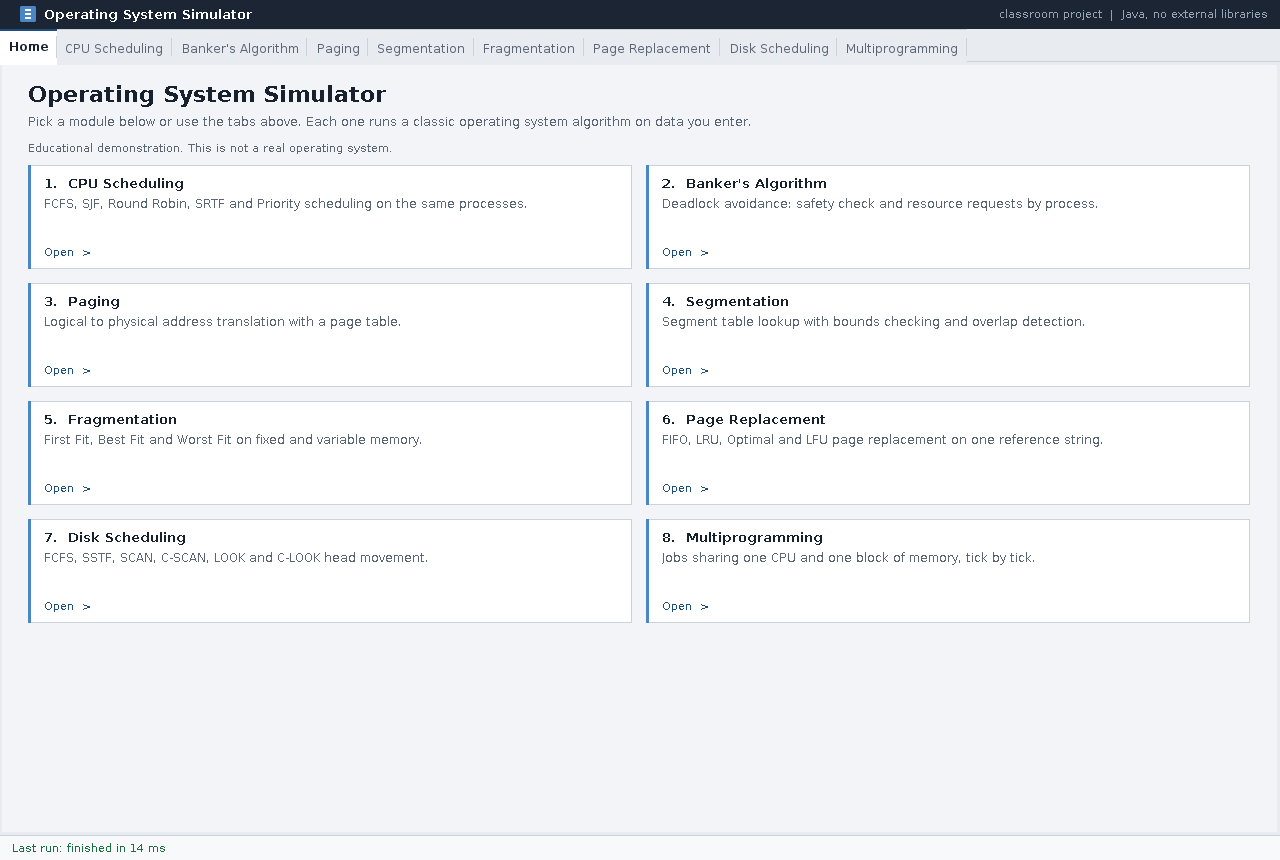 Operating System Simulator
classroom project | Java, no external libraries
Home CPU Scheduling Banker's Algorithm Paging Segmentation Fragmentation Page Replacement Disk Scheduling Multiprogramming
Operating System Simulator
Pick a module below or use the tabs above. Each one runs a classic operating system algorithm on data you enter.
Educational demonstration. This is not a real operating system.
1. CPU Scheduling
FCFS, SJF, Round Robin, SRTF and Priority scheduling on the same processes.
Open >
2. Banker's Algorithm
Deadlock avoidance: safety check and resource requests by process.
Open >
3. Paging
Logical to physical address translation with a page table.
Open >
4. Segmentation
Segment table lookup with bounds checking and overlap detection.
Open >
5. Fragmentation
First Fit, Best Fit and Worst Fit on fixed and variable memory.
Open >
6. Page Replacement
FIFO, LRU, Optimal and LFU page replacement on one reference string.
Open >
7. Disk Scheduling
FCFS, SSTF, SCAN, C-SCAN, LOOK and C-LOOK head movement.
Open >
8. Multiprogramming
Jobs sharing one CPU and one block of memory, tick by tick.
Open >
Last run: finished in 14 ms